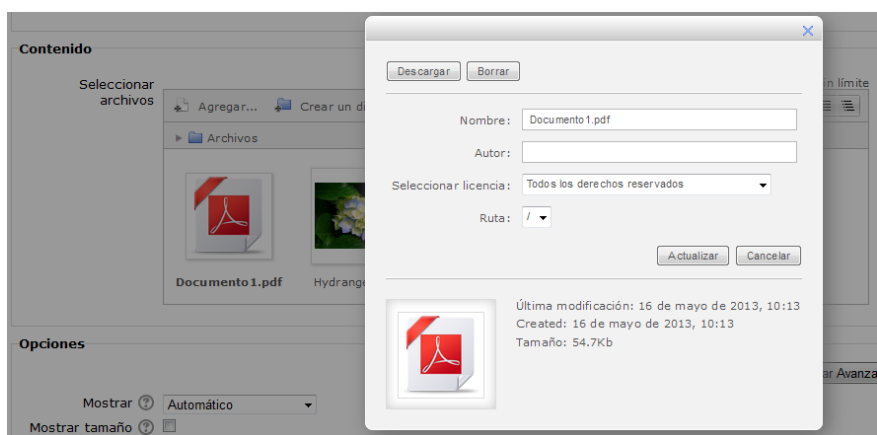 Contenido
Seleccionar
archivos
Agregar...
Crear un di
n límite
Archivos
Documento1.pdf
Hydrange
Opciones
ar Avanza
Mostrar
Automático
Mostrar tamaño
Descargar
Borrar
Nombre:
Documento1.pdf
Autor:
Seleccionar licencia:
Todos los derechos reservados
Ruta:
/
Actualizar
Cancelar
Última modificación: 16 de mayo de 2013, 10:13
Created: 16 de mayo de 2013, 10:13
Tamaño: 54.7Kb